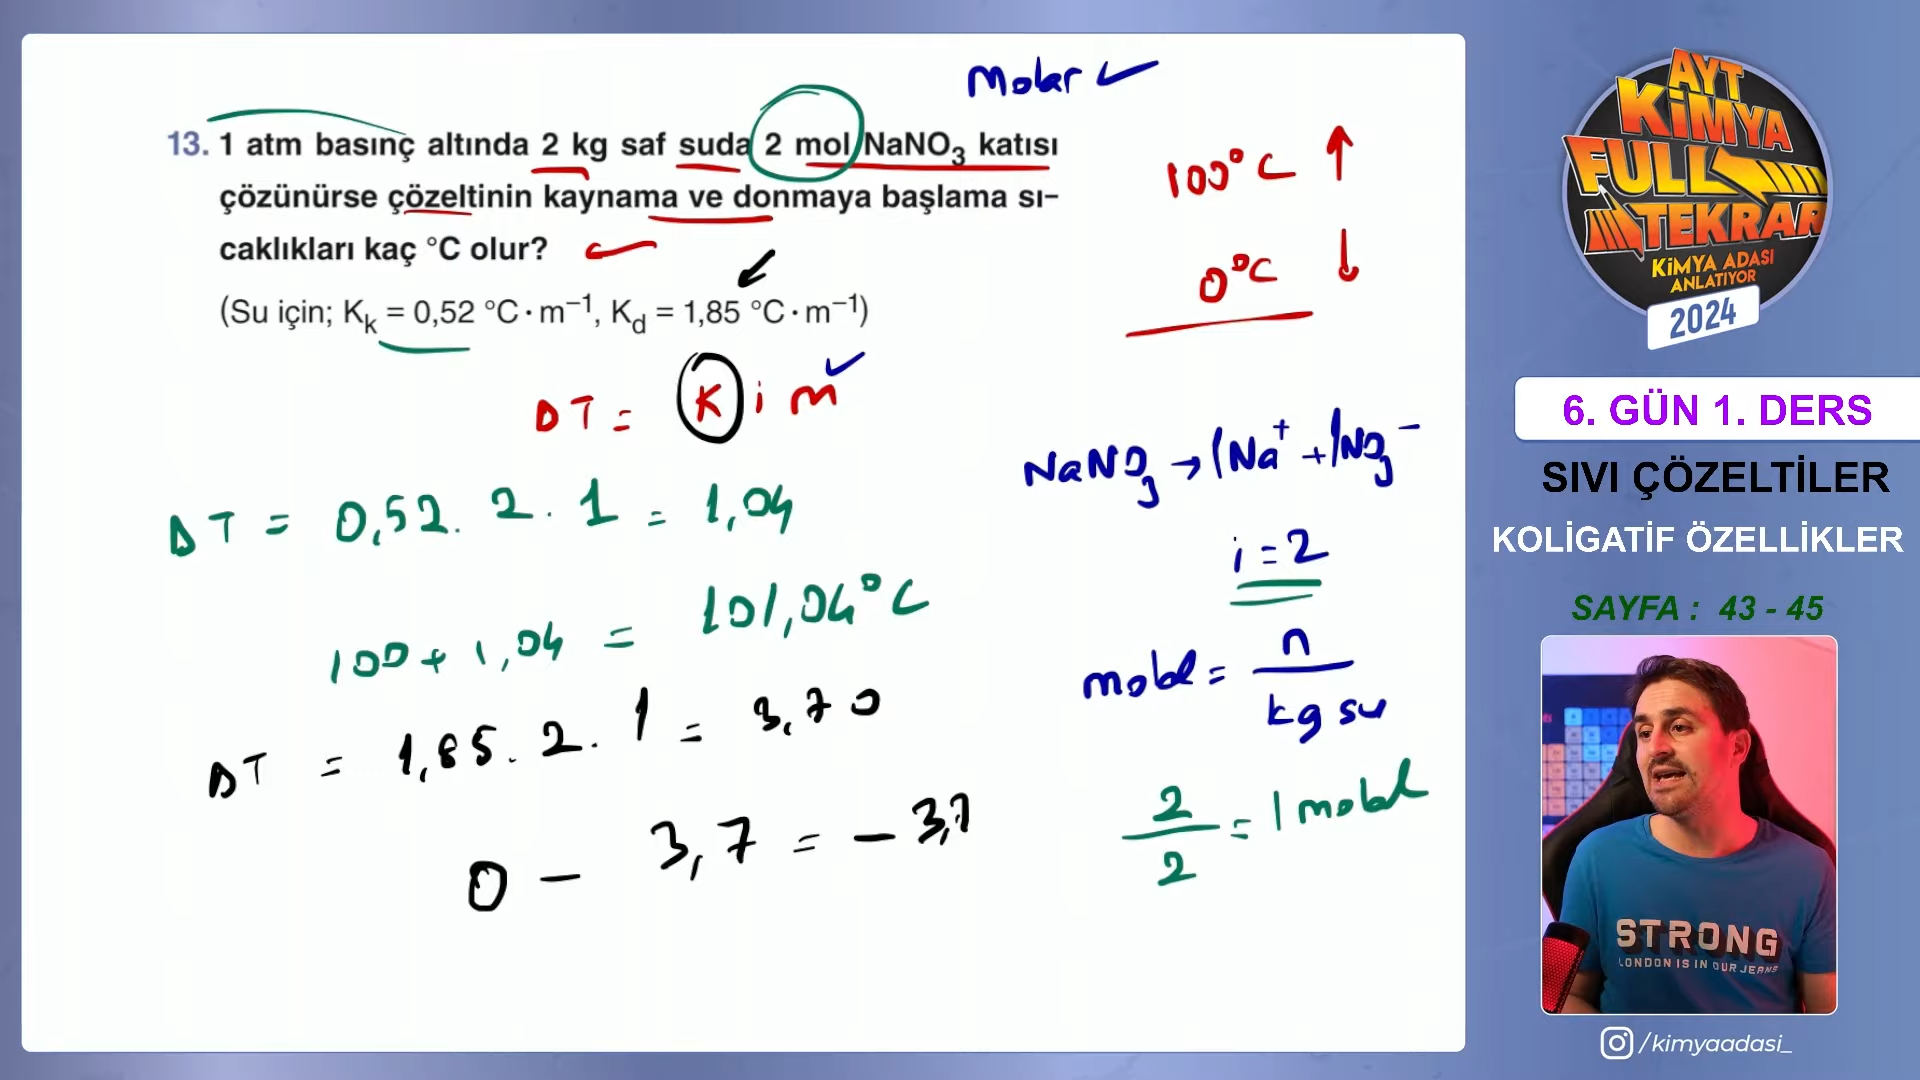 Molar
13. 1 atm basınç altında 2 kg saf suda 2 mol NaNO₃ katısı
çözünürse çözeltinin kaynama ve donmaya başlama sı-
caklıkları kaç °C olur?
(Su için; Kₖ = 0,52 °C·m⁻¹, K_d = 1,85 °C·m⁻¹)
100°C ↑
0°C ↓
ΔT = K i m
ΔT = 0,52 . 2 . 1 = 1,04
100 + 1,04 = 101,04°C
ΔT = 1,85 . 2 . 1 = 3,70
0 - 3,7 = -3,7
NaNO₃ → 1Na⁺ + 1NO₃⁻
i = 2
molal = n / kg su
2 / 2 = 1 molal
AYT
KİMYA
FULL
TEKRAR
KİMYA ADASI
ANLATIYOR
2024
6. GÜN 1. DERS
SIVI ÇÖZELTİLER
KOLİGATİF ÖZELLİKLER
SAYFA : 43 - 45
STRONG
LONDON IS IN OUR JEANS
/kimyaadasi_